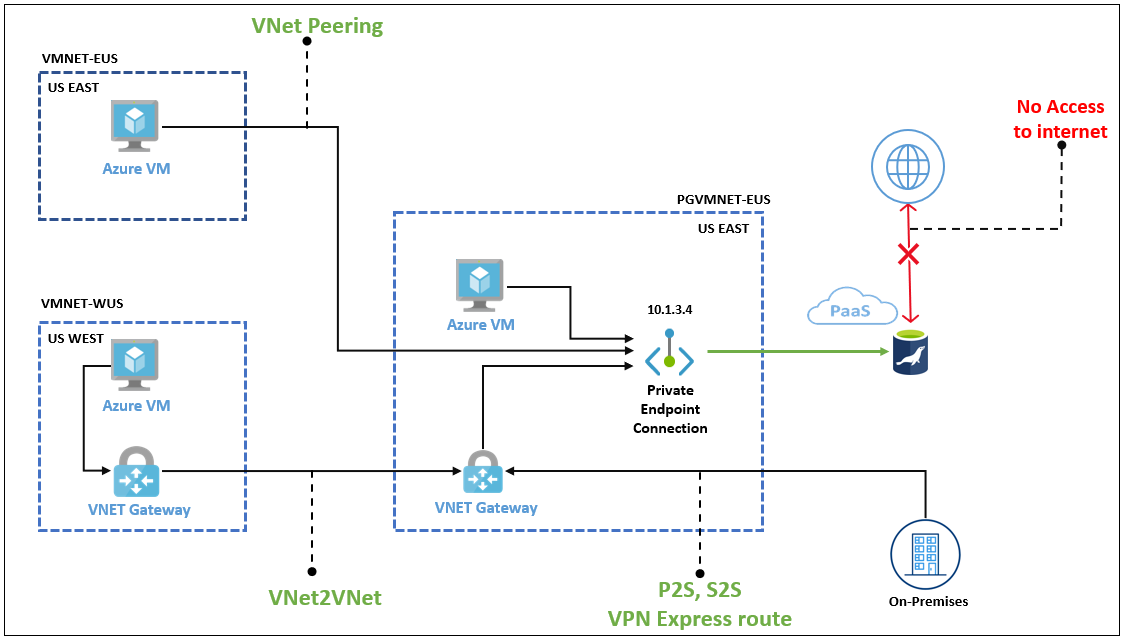 VNet Peering
VMNET-EUS
US EAST
Azure VM
No Access
to internet
PGVMNET-EUS
US EAST
Azure VM
10.1.3.4
PaaS
Private
Endpoint
Connection
VMNET-WUS
US WEST
Azure VM
VNET Gateway
VNET Gateway
VNet2VNet
P2S, S2S
VPN Express route
On-Premises